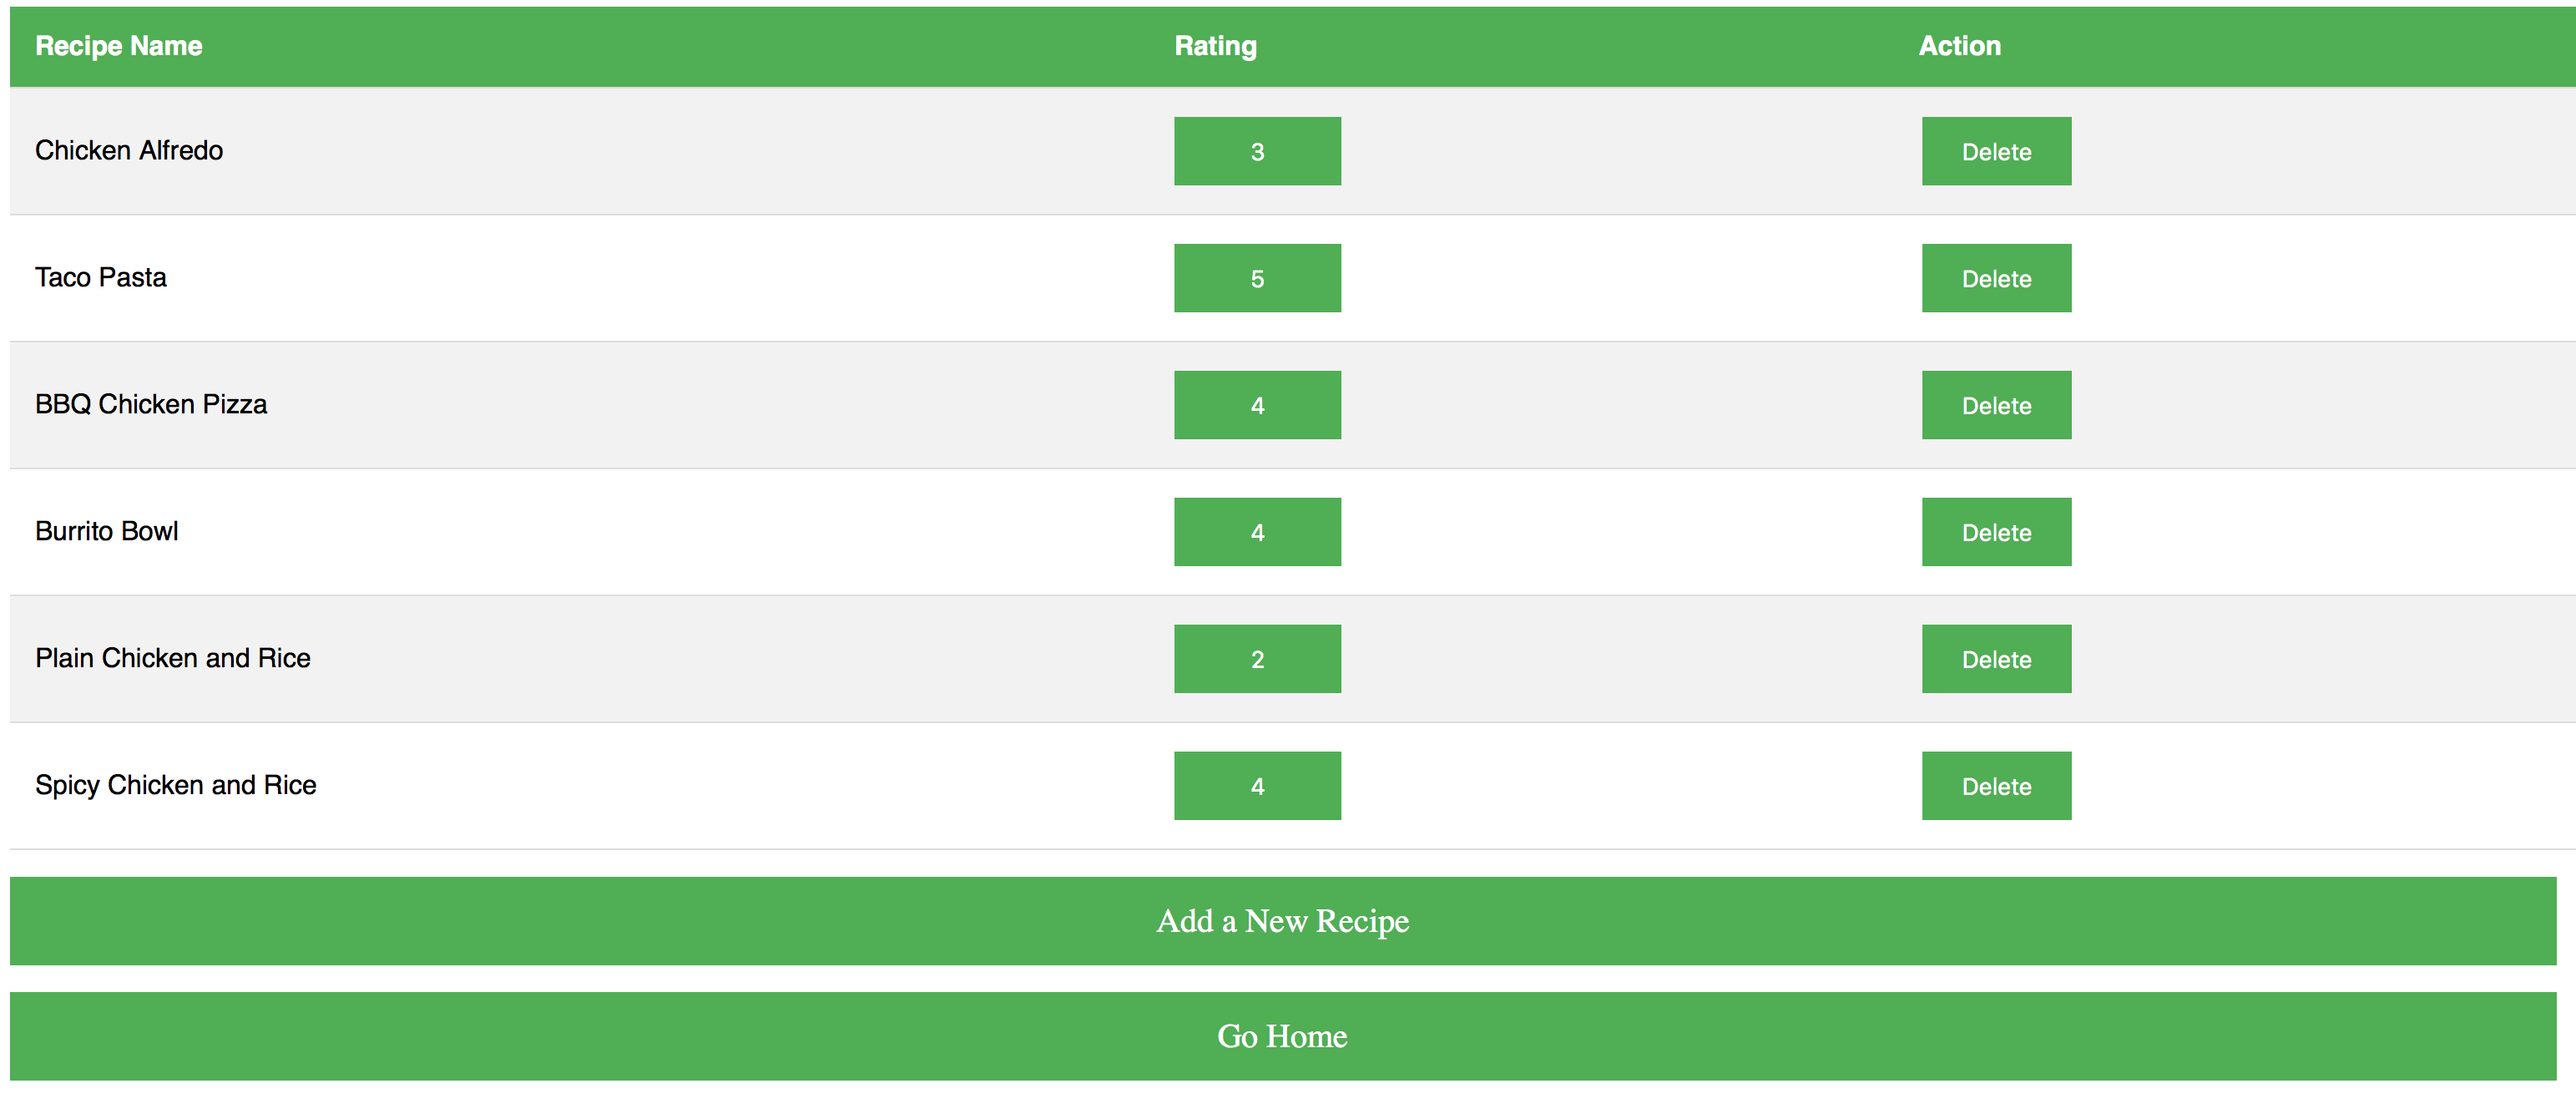 Recipe Name Rating Action
Chicken Alfredo 3 Delete
Taco Pasta 5 Delete
BBQ Chicken Pizza 4 Delete
Burrito Bowl 4 Delete
Plain Chicken and Rice 2 Delete
Spicy Chicken and Rice 4 Delete
Add a New Recipe
Go Home